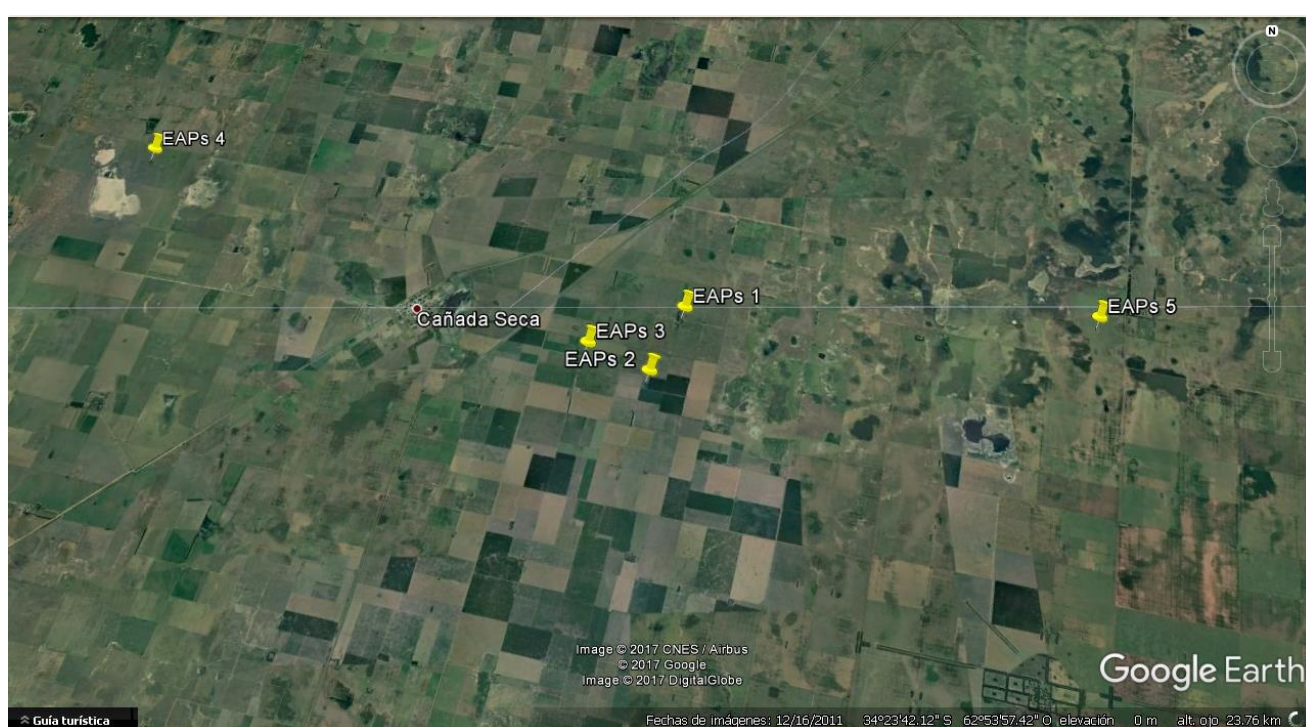 N
EAPs 4
EAPs 1
EAPs 5
Cañada Seca
EAPs 3
EAPs 2
Image © 2017 CNES / Airbus
© 2017 Google
Image © 2017 DigitalGlobe
Google Earth
Guía turística
Fechas de imágenes: 12/16/2011 34°23'42.12" S 62°53'57.42" O elevación 0 m alt. ojo 23.76 km